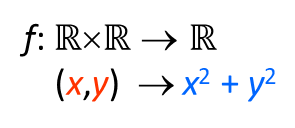 f: ℝ×ℝ → ℝ
(x,y) → x² + y²